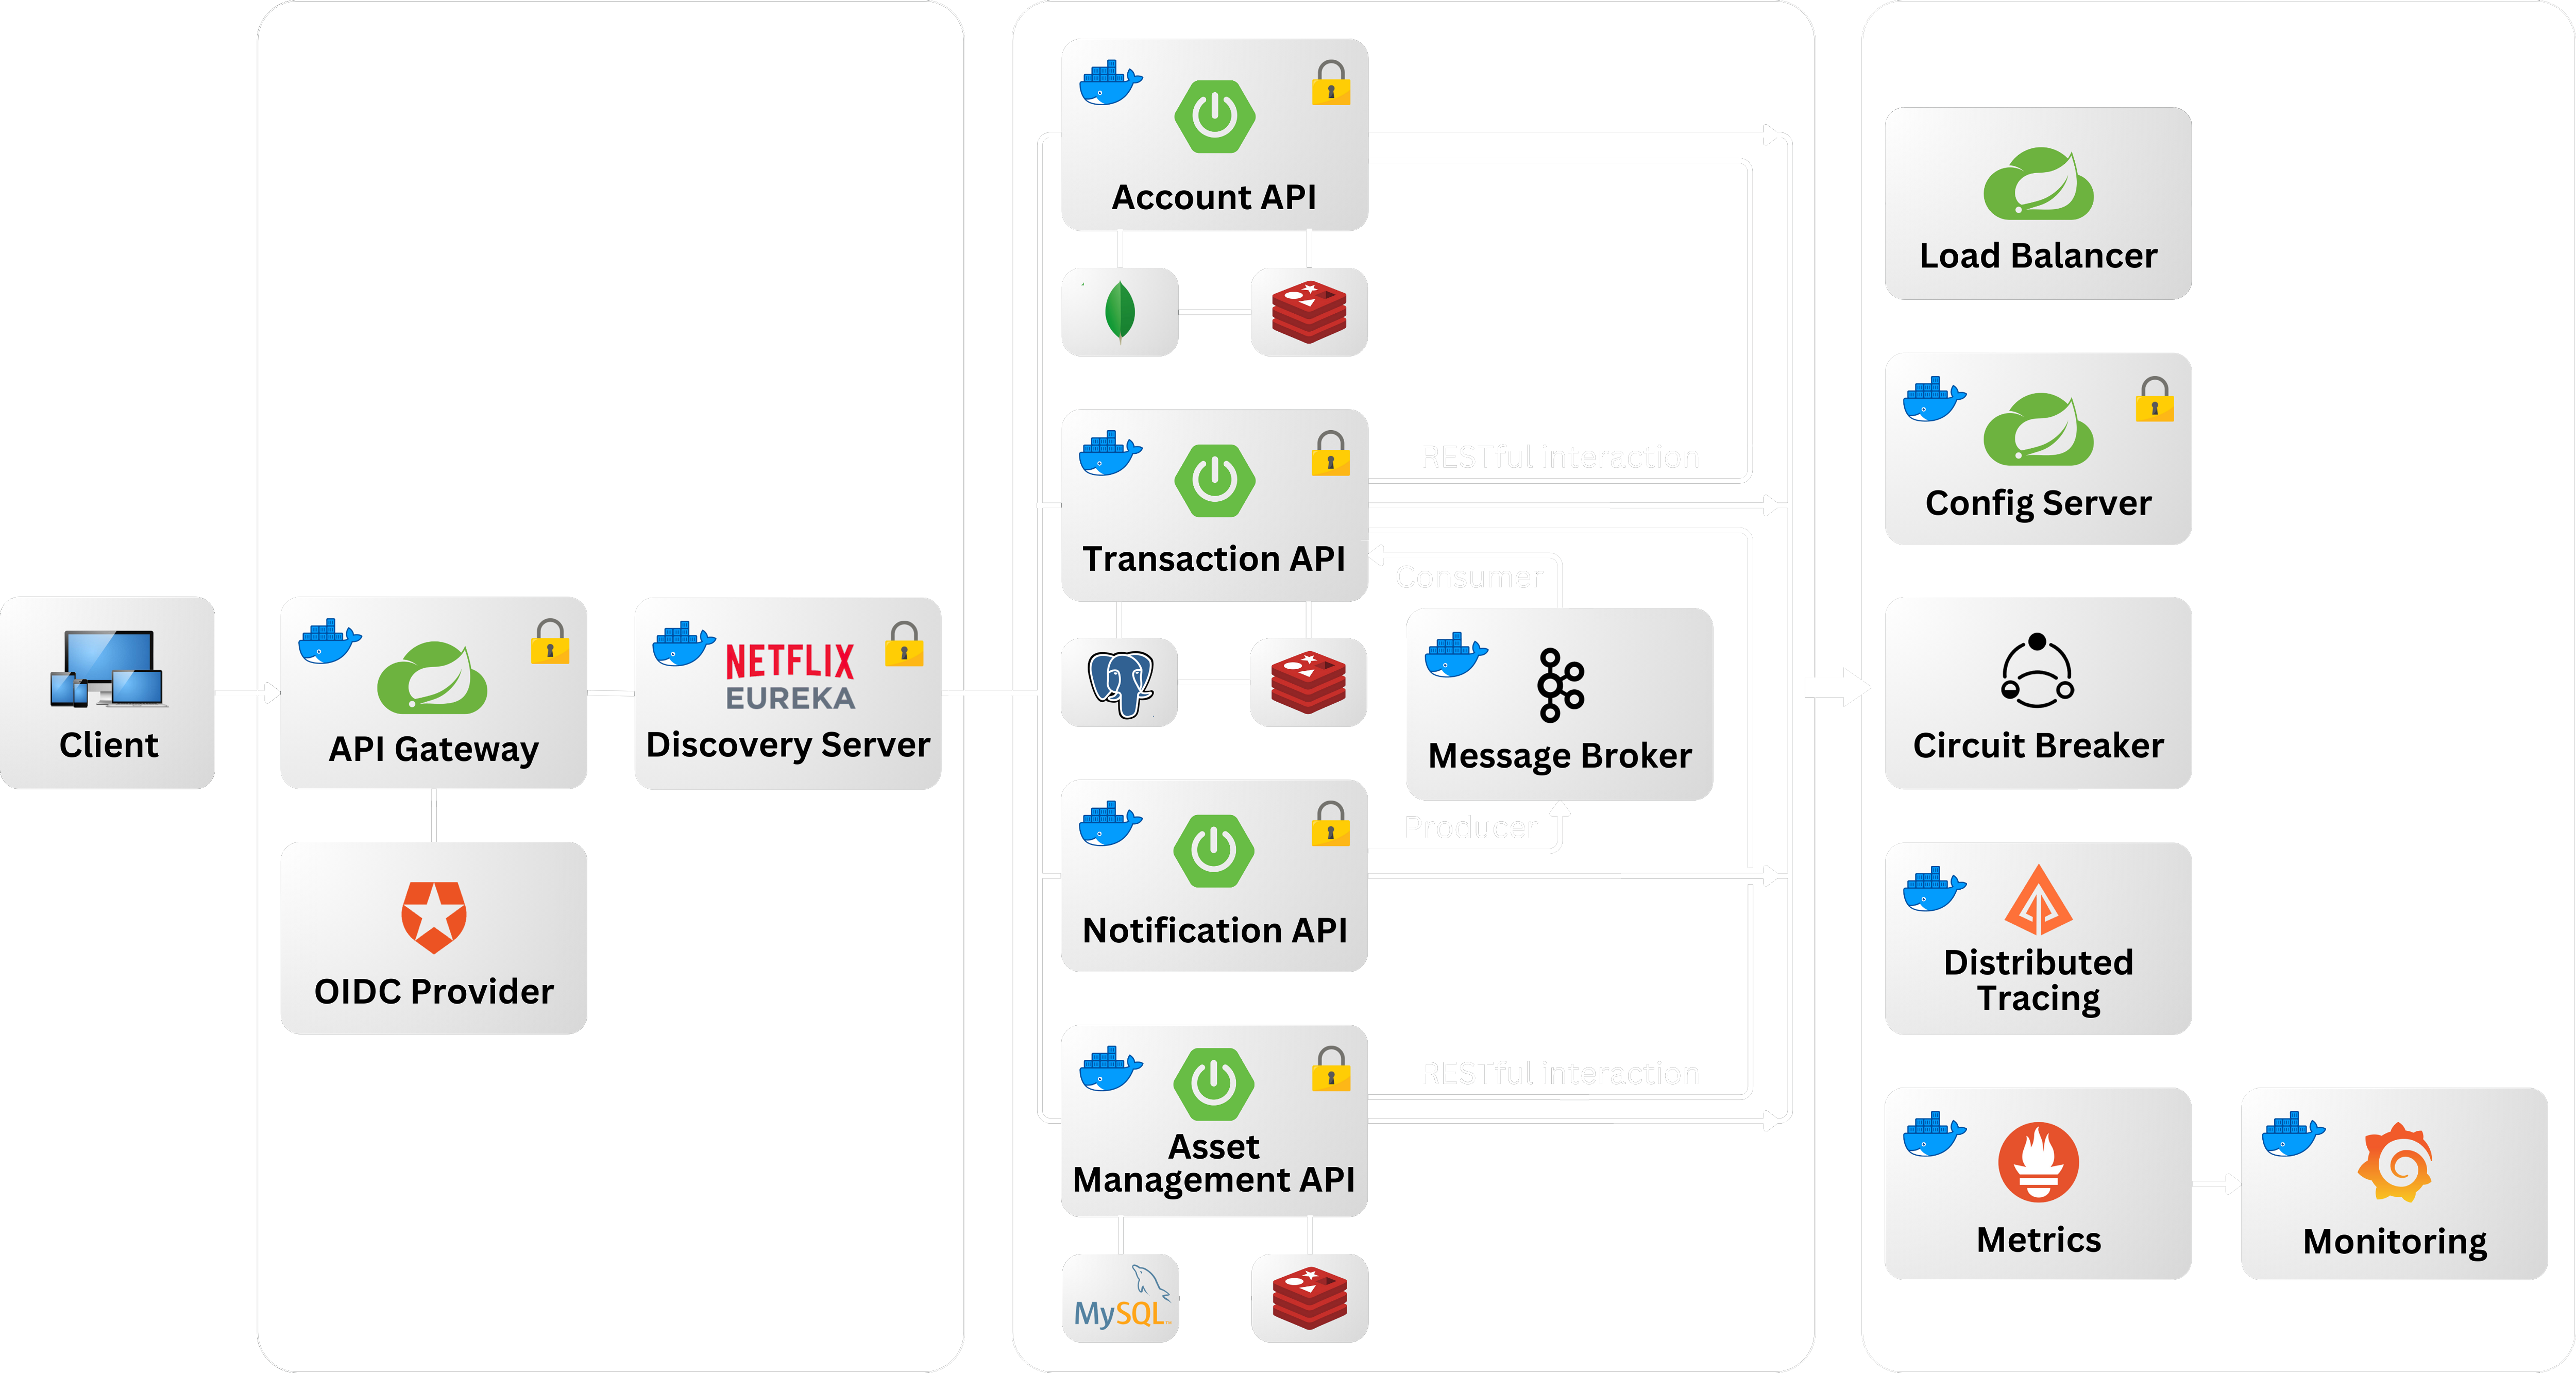 Client
API Gateway
OIDC Provider
NETFLIX
EUREKA
Discovery Server
Account API
RESTful interaction
Transaction API
Consumer
Message Broker
Producer
Notification API
RESTful interaction
Asset
Management API
MySQL
Load Balancer
Config Server
Circuit Breaker
Distributed
Tracing
Metrics
Monitoring